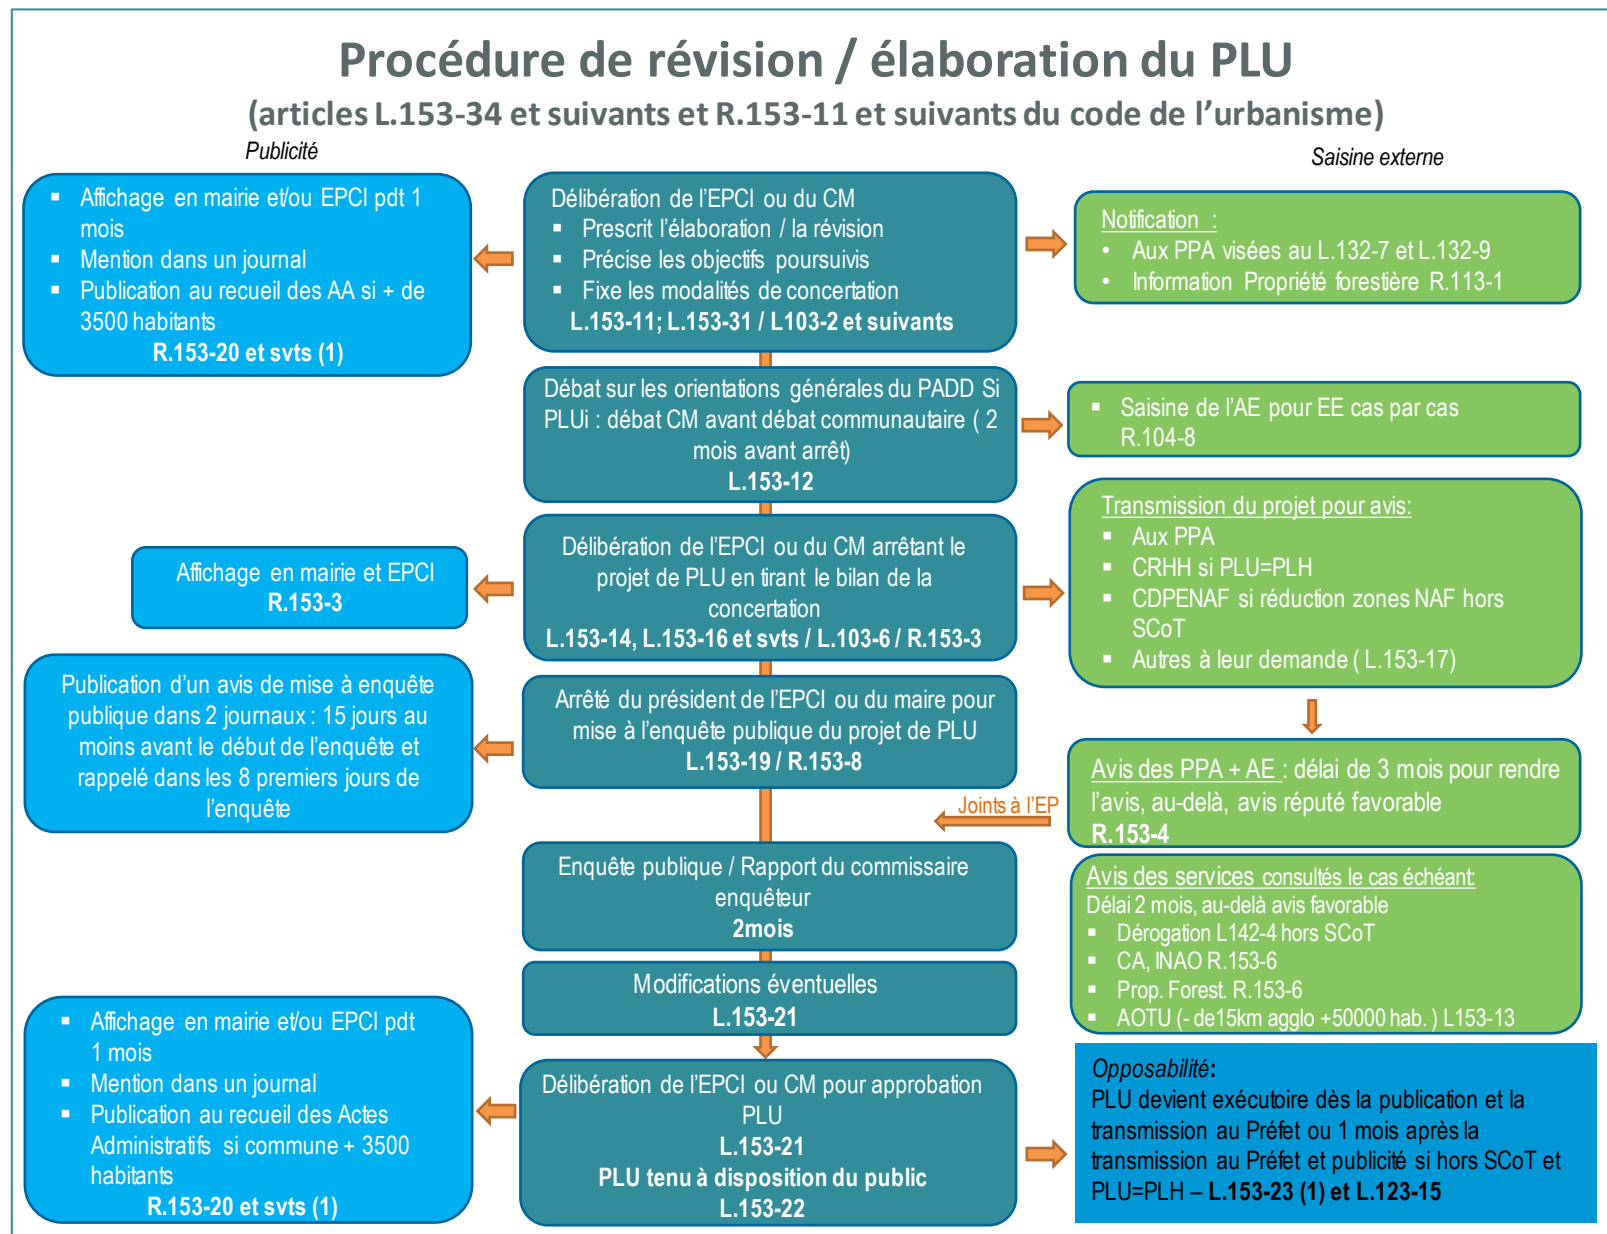 Procédure de révision / élaboration du PLU
(articles L.153-34 et suivants et R.153-11 et suivants du code de l’urbanisme)
Publicité
Saisine externe
▪ Affichage en mairie et/ou EPCI pdt 1
mois
▪ Mention dans un journal
▪ Publication au recueil des AA si + de
3500 habitants
R.153-20 et svts (1)
Délibération de l’EPCI ou du CM
▪ Prescrit l’élaboration / la révision
▪ Précise les objectifs poursuivis
▪ Fixe les modalités de concertation
L.153-11; L.153-31 / L103-2 et suivants
Notification :
• Aux PPA visées au L.132-7 et L.132-9
• Information Propriété forestière R.113-1
Débat sur les orientations générales du PADD Si
PLUi : débat CM avant débat communautaire ( 2
mois avant arrêt)
L.153-12
▪ Saisine de l’AE pour EE cas par cas
R.104-8
Affichage en mairie et EPCI
R.153-3
Délibération de l’EPCI ou du CM arrêtant le
projet de PLU en tirant le bilan de la
concertation
L.153-14, L.153-16 et svts / L.103-6 / R.153-3
Transmission du projet pour avis:
▪ Aux PPA
▪ CRHH si PLU=PLH
▪ CDPENAF si réduction zones NAF hors
SCoT
▪ Autres à leur demande ( L.153-17)
Publication d’un avis de mise à enquête
publique dans 2 journaux : 15 jours au
moins avant le début de l’enquête et
rappelé dans les 8 premiers jours de
l’enquête
Arrêté du président de l’EPCI ou du maire pour
mise à l’enquête publique du projet de PLU
L.153-19 / R.153-8
Avis des PPA + AE : délai de 3 mois pour rendre
l’avis, au-delà, avis réputé favorable
R.153-4
Joints à l’EP
Enquête publique / Rapport du commissaire
enquêteur
2mois
Avis des services consultés le cas échéant:
Délai 2 mois, au-delà avis favorable
▪ Dérogation L142-4 hors SCoT
▪ CA, INAO R.153-6
▪ Prop. Forest. R.153-6
▪ AOTU (- de15km agglo +50000 hab. ) L153-13
Modifications éventuelles
L.153-21
▪ Affichage en mairie et/ou EPCI pdt
1 mois
▪ Mention dans un journal
▪ Publication au recueil des Actes
Administratifs si commune + 3500
habitants
R.153-20 et svts (1)
Délibération de l’EPCI ou CM pour approbation
PLU
L.153-21
PLU tenu à disposition du public
L.153-22
Opposabilité:
PLU devient exécutoire dès la publication et la
transmission au Préfet ou 1 mois après la
transmission au Préfet et publicité si hors SCoT et
PLU=PLH – L.153-23 (1) et L.123-15